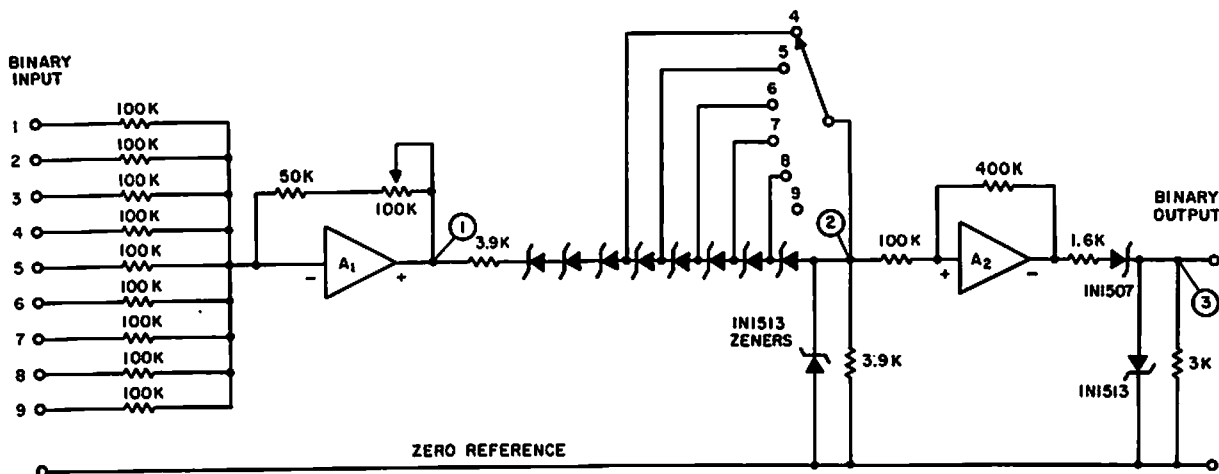 BINARY
INPUT
1
100K
2
100K
3
100K
4
100K
5
100K
6
100K
7
100K
8
100K
9
100K
50K
100K
A1
-
+
1
3.9K
4
5
6
7
8
9
2
IN1513
ZENERS
3.9K
100K
400K
+
A2
-
1.6K
IN1507
BINARY
OUTPUT
3
IN1513
3K
ZERO REFERENCE